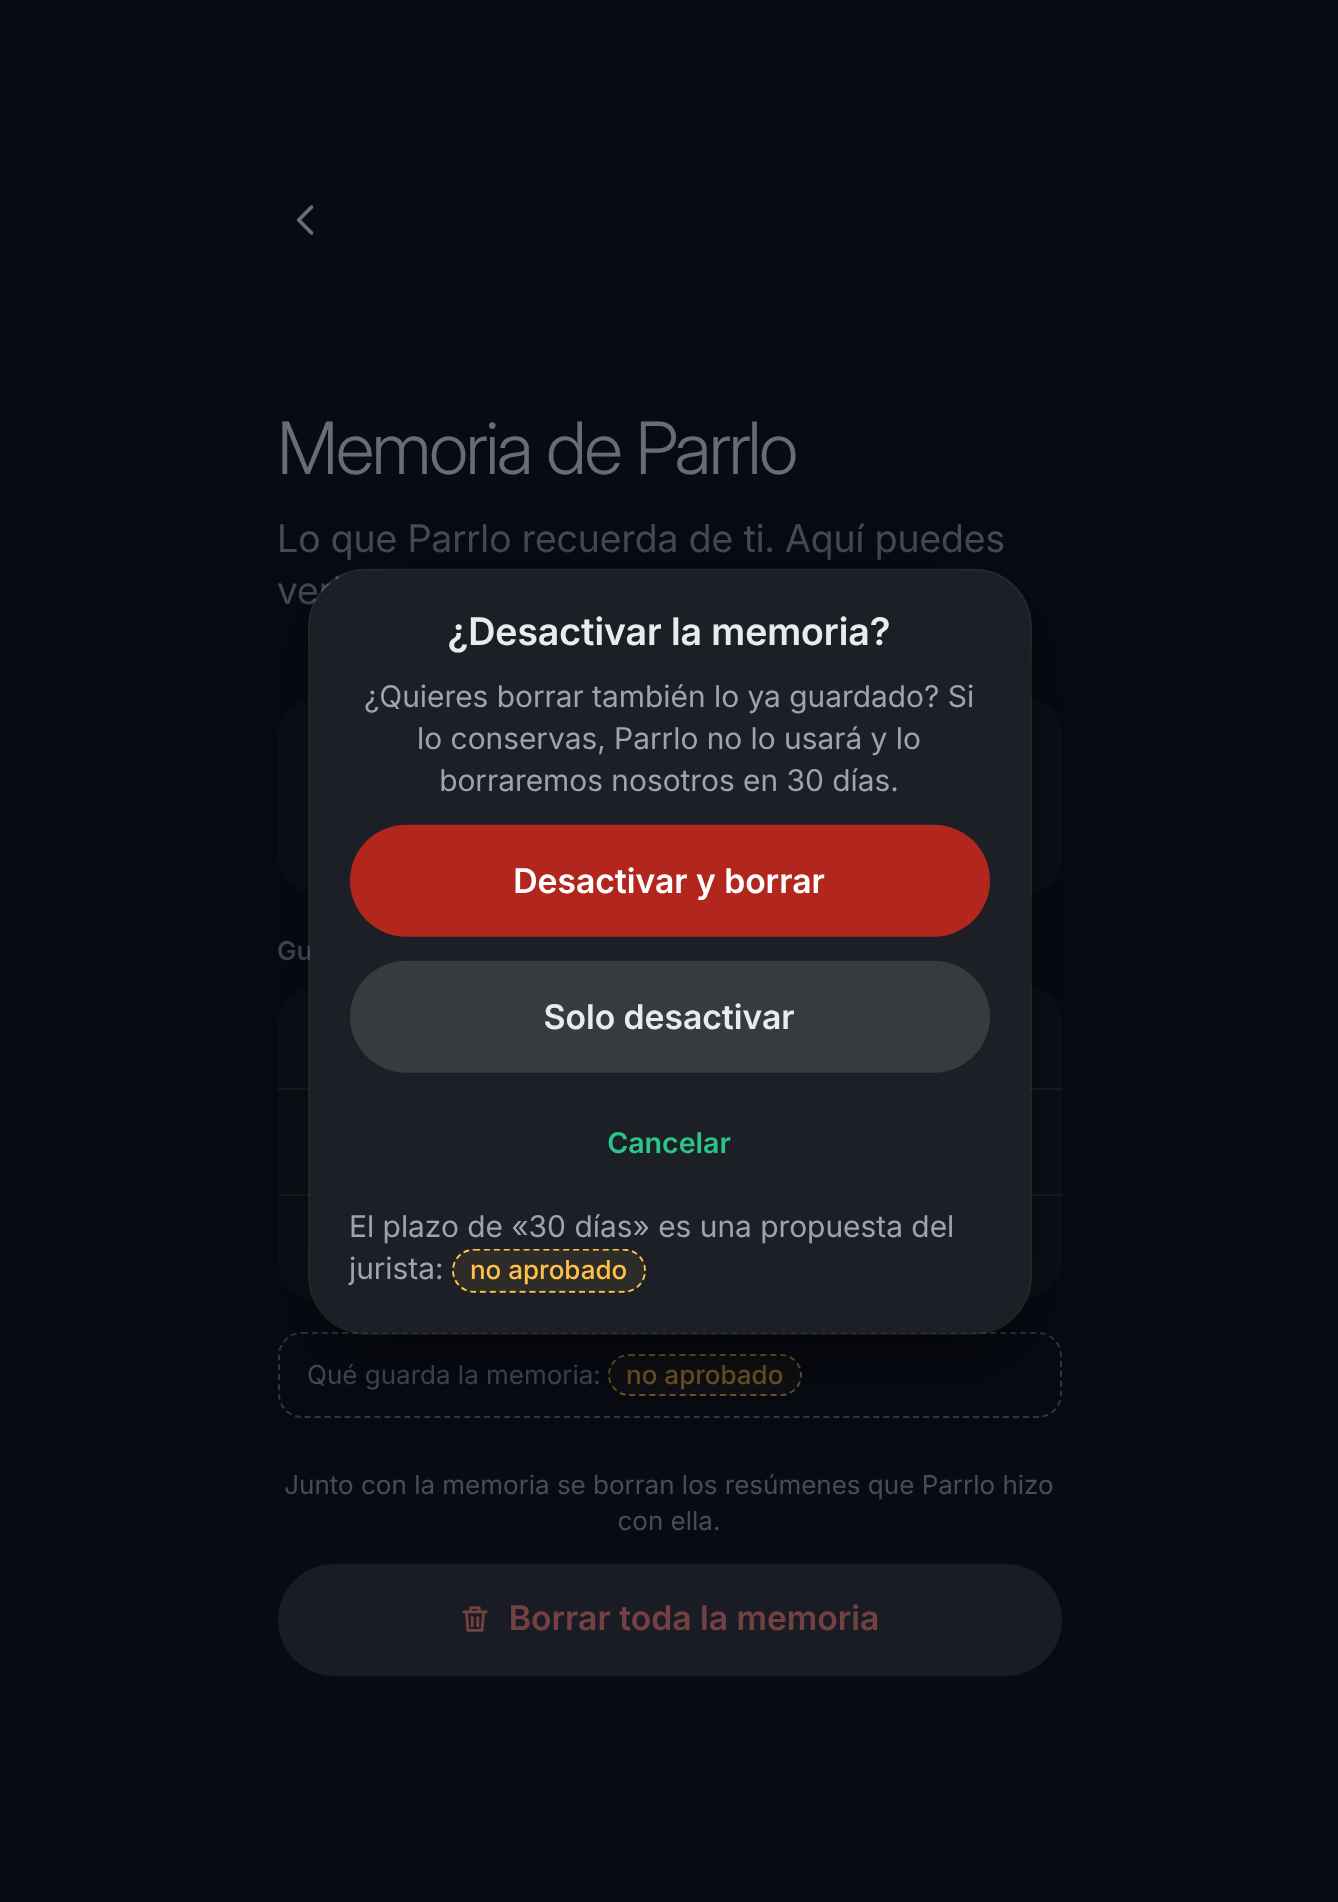 Memoria de Parrlo
Lo que Parrlo recuerda de ti. Aquí puedes
¿Desactivar la memoria?
¿Quieres borrar también lo ya guardado? Si
lo conservas, Parrlo no lo usará y lo
borraremos nosotros en 30 días.
Desactivar y borrar
Solo desactivar
Cancelar
El plazo de «30 días» es una propuesta del
jurista: no aprobado
Qué guarda la memoria: no aprobado
Junto con la memoria se borran los resúmenes que Parrlo hizo
con ella.
Borrar toda la memoria